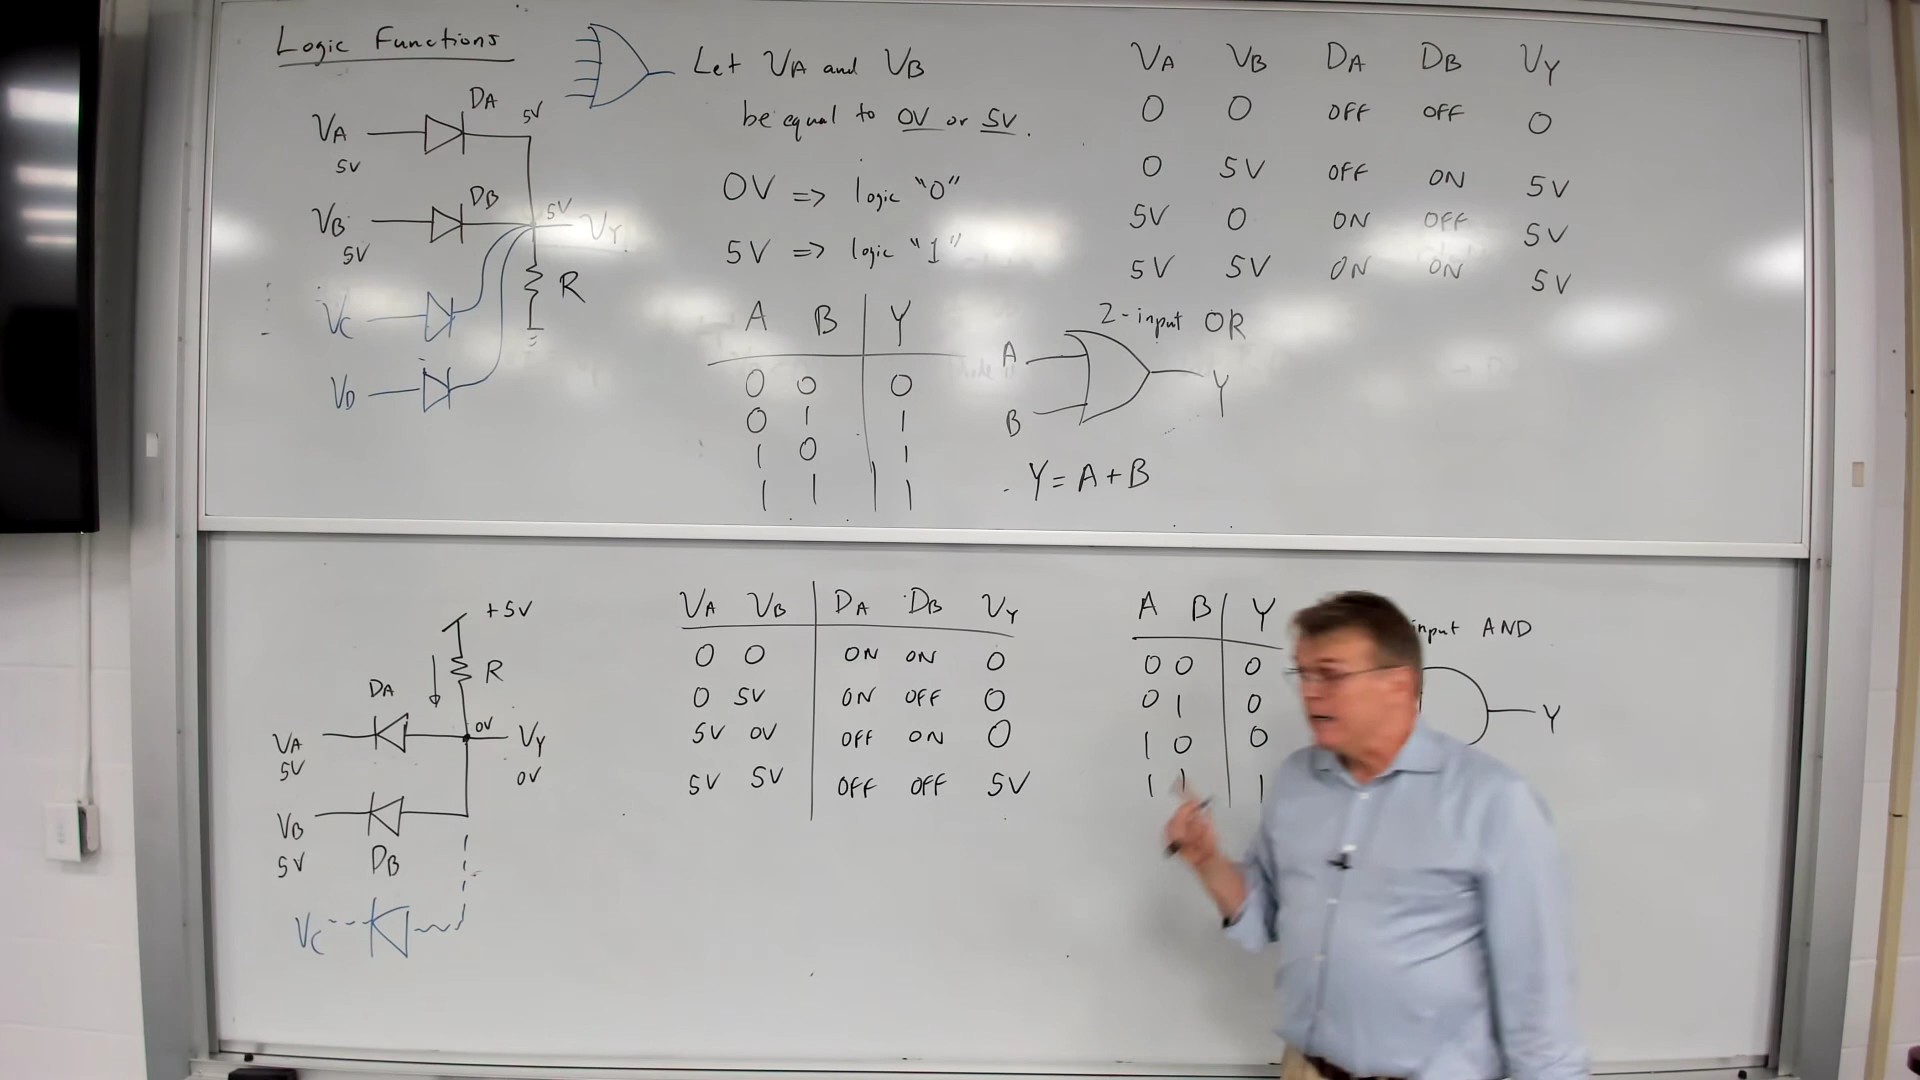 Logic Functions
VA
5V
DA
5V
VB
5V
DB
5V
VY
R
VC
VD
Let VA and VB
be equal to 0V or 5V.
0V => logic "0"
5V => logic "1"
A B Y
0 0 0
0 1 1
1 0 1
1 1 1
VA VB DA DB VY
0 0 OFF OFF 0
0 5V OFF ON 5V
5V 0 ON OFF 5V
5V 5V ON ON 5V
2-input OR
A
B
Y
Y = A + B
+5V
R
DA
VA
5V
0V
VY
0V
VB
5V
DB
VC
VA VB DA DB VY
0 0 ON ON 0
0 5V ON OFF 0
5V 0V OFF ON 0
5V 5V OFF OFF 5V
A B Y
0 0 0
0 1 0
1 0 0
1 1 1
AND
Y